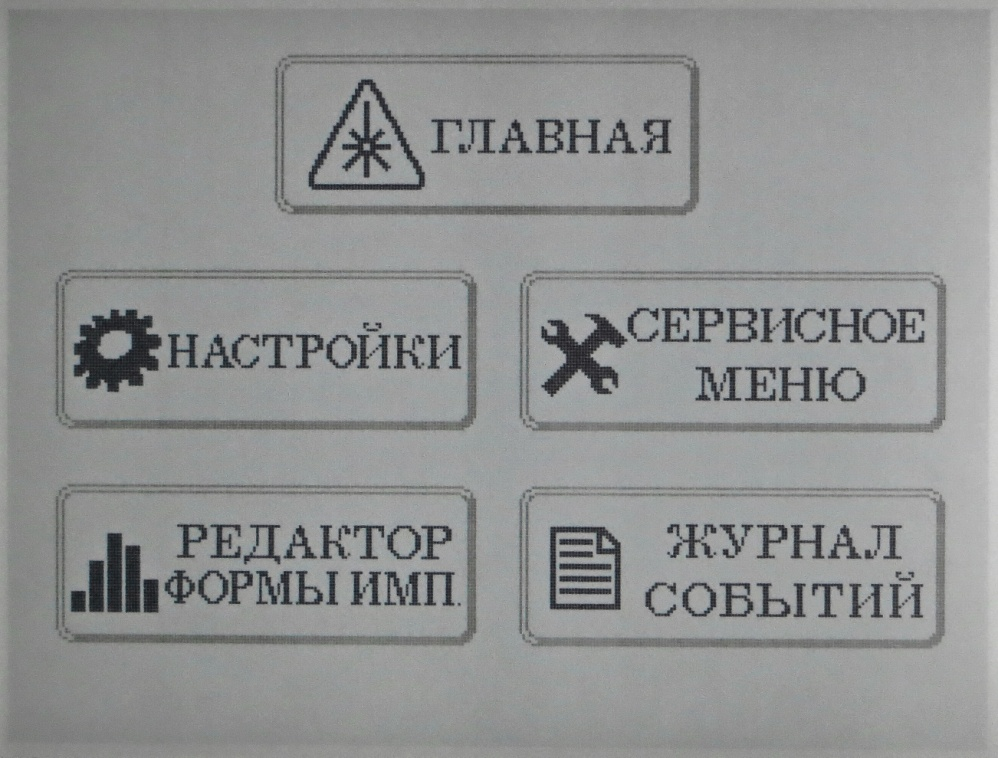 ГЛАВНАЯ
НАСТРОЙКИ
СЕРВИСНОЕ
МЕНЮ
РЕДАКТОР
ФОРМЫ ИМП.
ЖУРНАЛ
СОБЫТИЙ